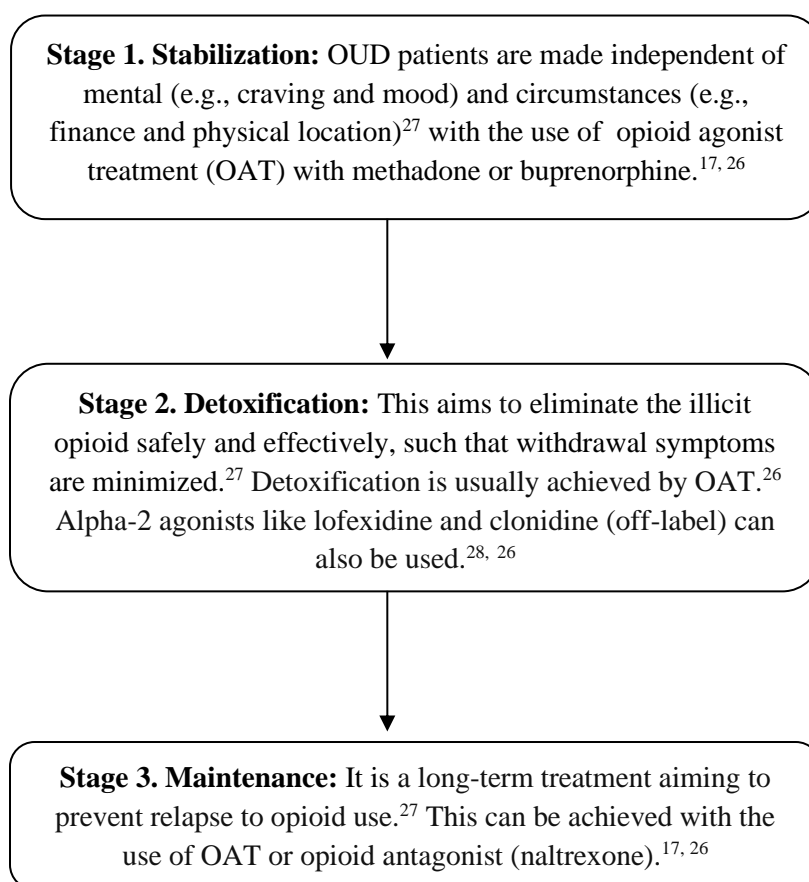 Stage 1. Stabilization: OUD patients are made independent of
mental (e.g., craving and mood) and circumstances (e.g.,
finance and physical location)27 with the use of  opioid agonist
treatment (OAT) with methadone or buprenorphine.17, 26
Stage 2. Detoxification: This aims to eliminate the illicit
opioid safely and effectively, such that withdrawal symptoms
are minimized.27 Detoxification is usually achieved by OAT.26
Alpha-2 agonists like lofexidine and clonidine (off-label) can
also be used.28, 26
Stage 3. Maintenance: It is a long-term treatment aiming to
prevent relapse to opioid use.27 This can be achieved with the
use of OAT or opioid antagonist (naltrexone).17, 26